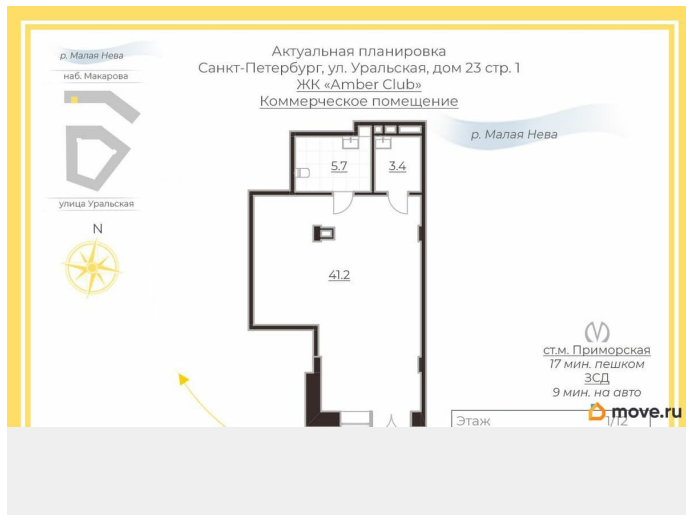 Актуальная планировка
Санкт-Петербург, ул. Уральская, дом 23 стр. 1
ЖК «Amber Club»
Коммерческое помещение
р. Малая Нева
наб. Макарова
улица Уральская
N
р. Малая Нева
5.7
3.4
41.2
ст.м. Приморская
17 мин. пешком
ЗСД
9 мин. на авто
move.ru
Этаж 1/12